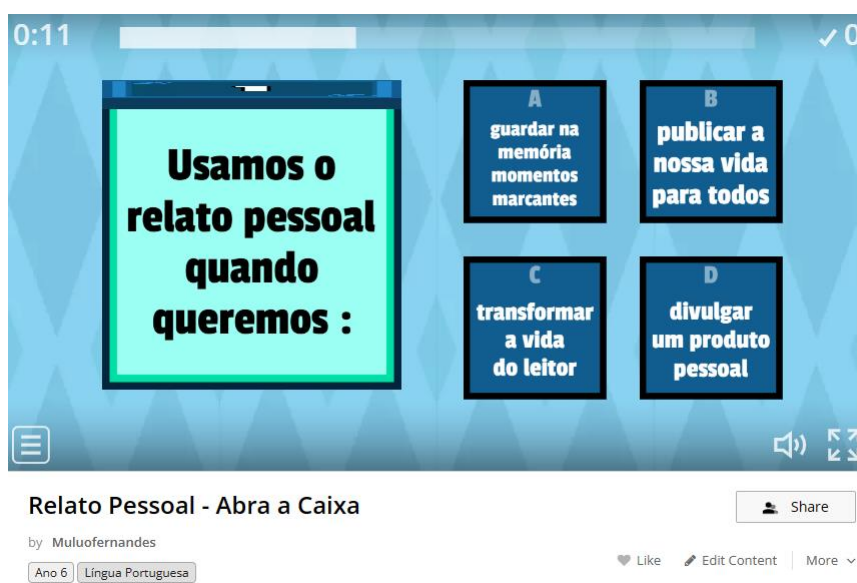 0:11
0
Usamos o
relato pessoal
quando
queremos :
A
guardar na
memória
momentos
marcantes
B
publicar a
nossa vida
para todos
C
transformar
a vida
do leitor
D
divulgar
um produto
pessoal
Relato Pessoal - Abra a Caixa
Share
by Muluofernandes
Like Edit Content More
Ano 6 Língua Portuguesa